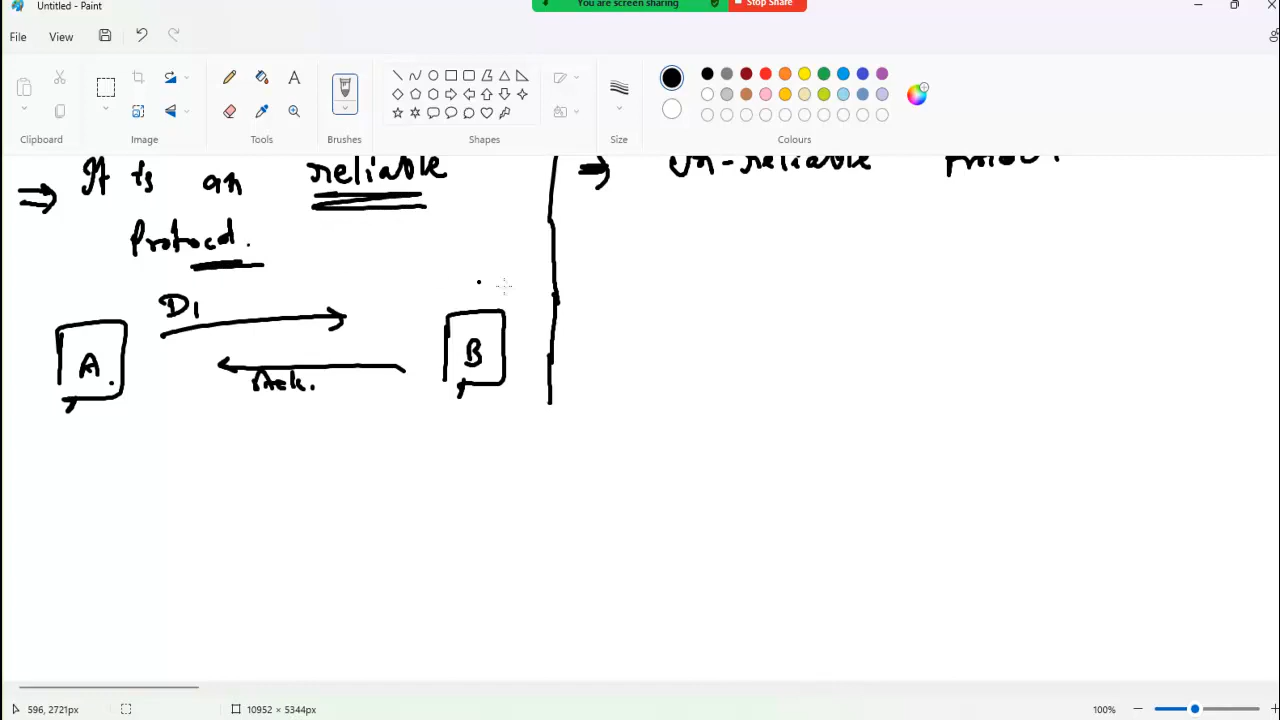 Untitled - Paint
You are screen sharing
Stop Share
File View
Clipboard Image Tools Brushes Shapes Size Colours
⇒ It is an reliable
Protocol.
⇒ Un-reliable
D1
A
B
Ack.
596, 2721px
10952 × 5344px
100%